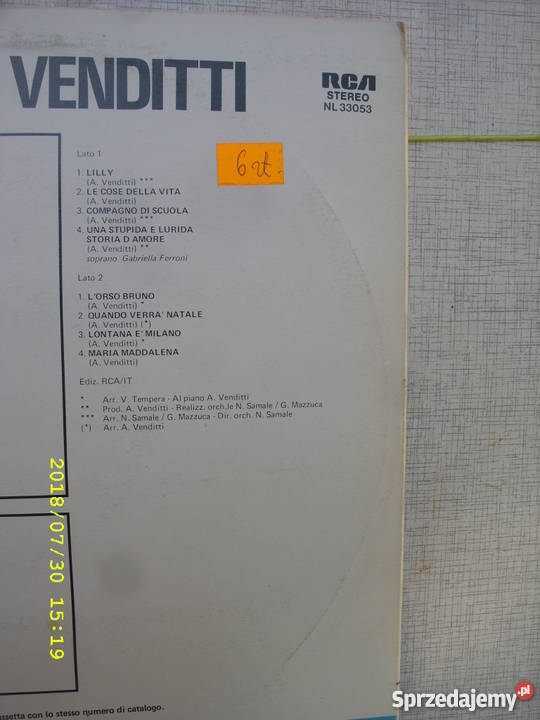 VENDITTI
RCA
STEREO
NL 33053
6 zł.
Lato 1
1. LILLY
(A. Venditti) ***
2. LE COSE DELLA VITA
(A. Venditti)
3. COMPAGNO DI SCUOLA
(A. Venditti) ***
4. UNA STUPIDA E LURIDA
STORIA D AMORE
(A. Venditti) **
soprano Gabriella Ferroni
Lato 2
1. L'ORSO BRUNO
(A. Venditti) *
2 QUANDO VERRA' NATALE
(A. Venditti) (*)
3. LONTANA E' MILANO
(A. Venditti) *
4. MARIA MADDALENA
(A. Venditti)
Ediz. RCA/IT
* Arr. V. Tempera - Al piano A. Venditti
** Prod. A. Venditti - Realizz. orch.le N. Samale / G. Mazzuca
*** Arr. N. Samale / G. Mazzuca - Dir. orch. N. Samale
(*) Arr. A. Venditti
2018/07/30 15:19
con lo stesso numero di catalogo.
Sprzedajemy.pl